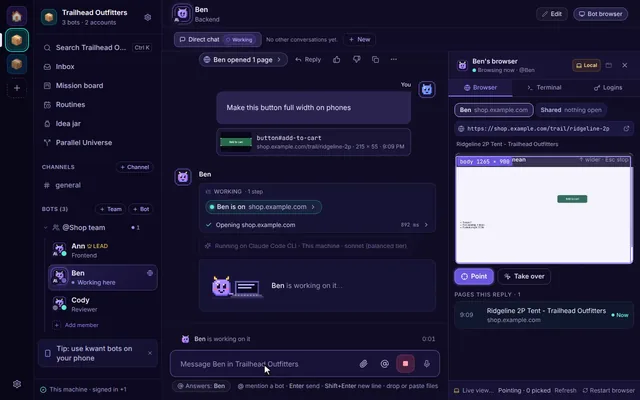 Trailhead Outfitters
3 bots · 2 accounts
Search Trailhead O... Ctrl K
Inbox
Mission board
Routines
Idea jar
Parallel Universe
CHANNELS + Channel
# general
BOTS (3) + Team + Bot
@Shop team 1
Ann LEAD
Frontend
Ben
Working here
Cody
Reviewer
+ Add member
Tip: use kwant bots on your phone
This machine · signed in +1
Ben
Backend
Edit
Bot browser
Direct chat Working
No other conversations yet.
+ New
Ben opened 1 page
Reply
You
Make this button full width on phones
button#add-to-cart
shop.example.com/trail/ridgeline-2p · 215 × 55 · 9:09 PM
Ben
WORKING · 1 step
Ben is on shop.example.com
Opening shop.example.com
Running on Claude Code CLI · This machine · sonnet (balanced tier)
Ben is working on it...
Ben is working on it 0:01
Message Ben in Trailhead Outfitters
@ Answers: Ben @ mention a bot · Enter send · Shift+Enter new line · drop or paste files
Ben's browser
Browsing now · @Ben
Local
Browser Terminal Logins
Ben shop.example.com
Shared nothing open
https://shop.example.com/trail/ridgeline-2p
Ridgeline 2P Tent - Trailhead Outfitters
↑ wider · Esc stop
Point
Take over
PAGES THIS REPLY · 1
9:09 Ridgeline 2P Tent - Trailhead Outfitters
shop.example.com
Now
Live view... Pointing · 0 picked Refresh Restart browser